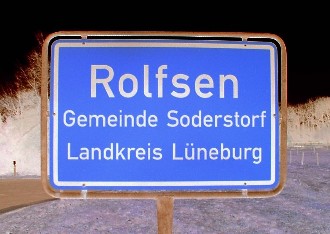 Rolfsen
Gemeinde Soderstorf
Landkreis Lüneburg